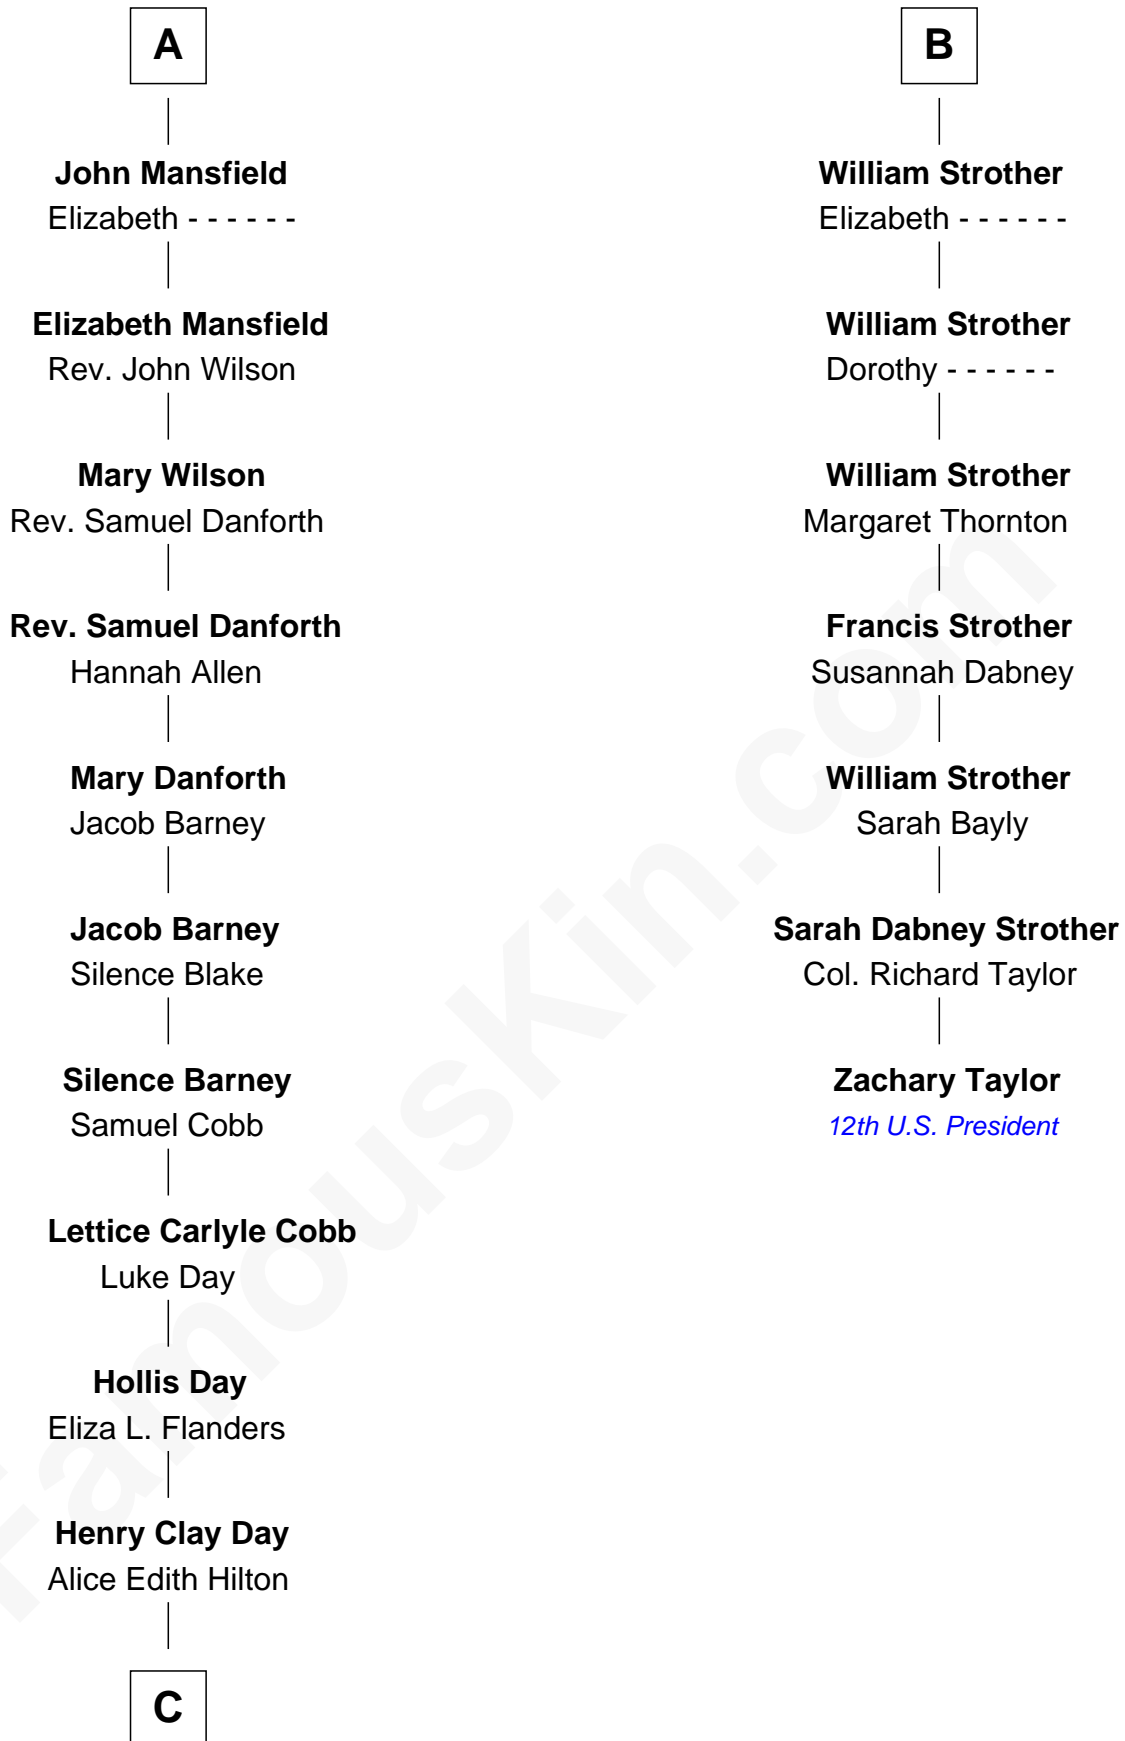 A
John Mansfield
Elizabeth - - - - - -
Elizabeth Mansfield
Rev. John Wilson
Mary Wilson
Rev. Samuel Danforth
Rev. Samuel Danforth
Hannah Allen
Mary Danforth
Jacob Barney
Jacob Barney
Silence Blake
Silence Barney
Samuel Cobb
Lettice Carlyle Cobb
Luke Day
Hollis Day
Eliza L. Flanders
Henry Clay Day
Alice Edith Hilton
C
B
William Strother
Elizabeth - - - - - -
William Strother
Dorothy - - - - - -
William Strother
Margaret Thornton
Francis Strother
Susannah Dabney
William Strother
Sarah Bayly
Sarah Dabney Strother
Col. Richard Taylor
Zachary Taylor
12th U.S. President
FamousKin.com